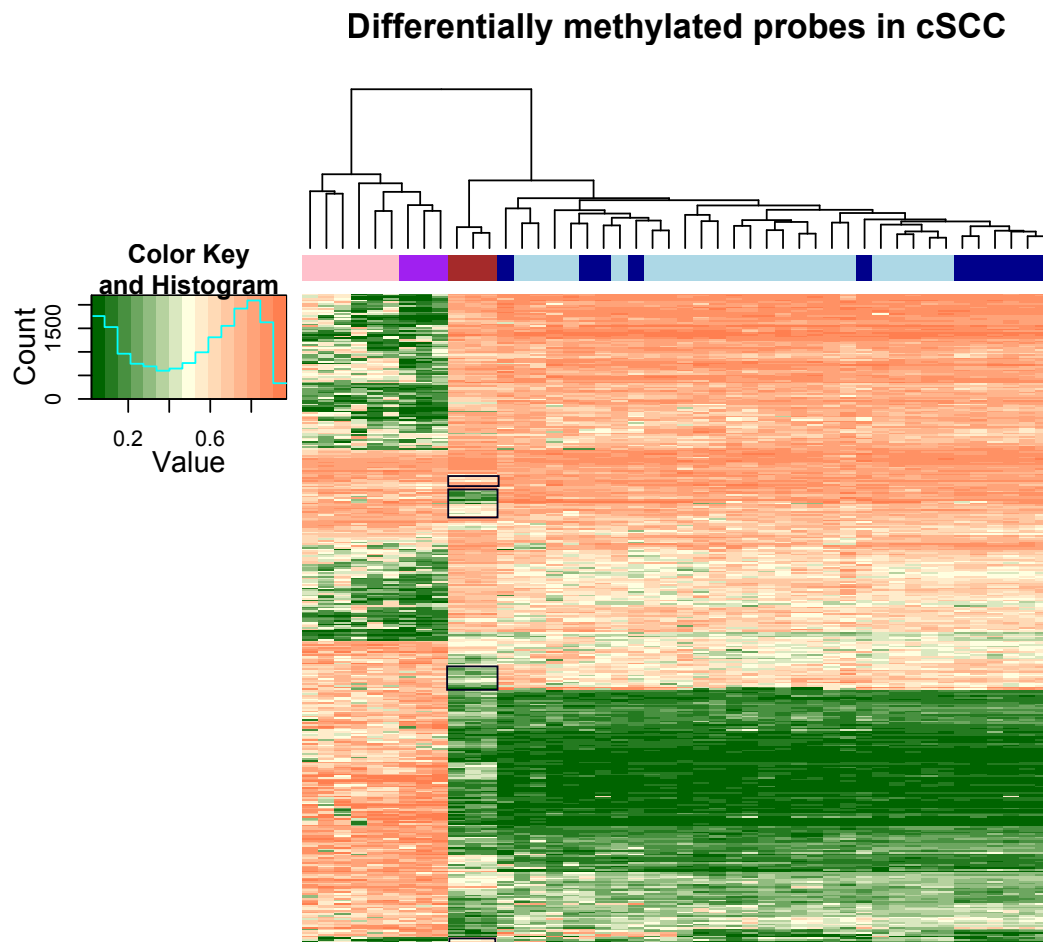 Differentially methylated probes in cSCC
Color Key
and Histogram
Count
0
1500
0.2
0.6
Value